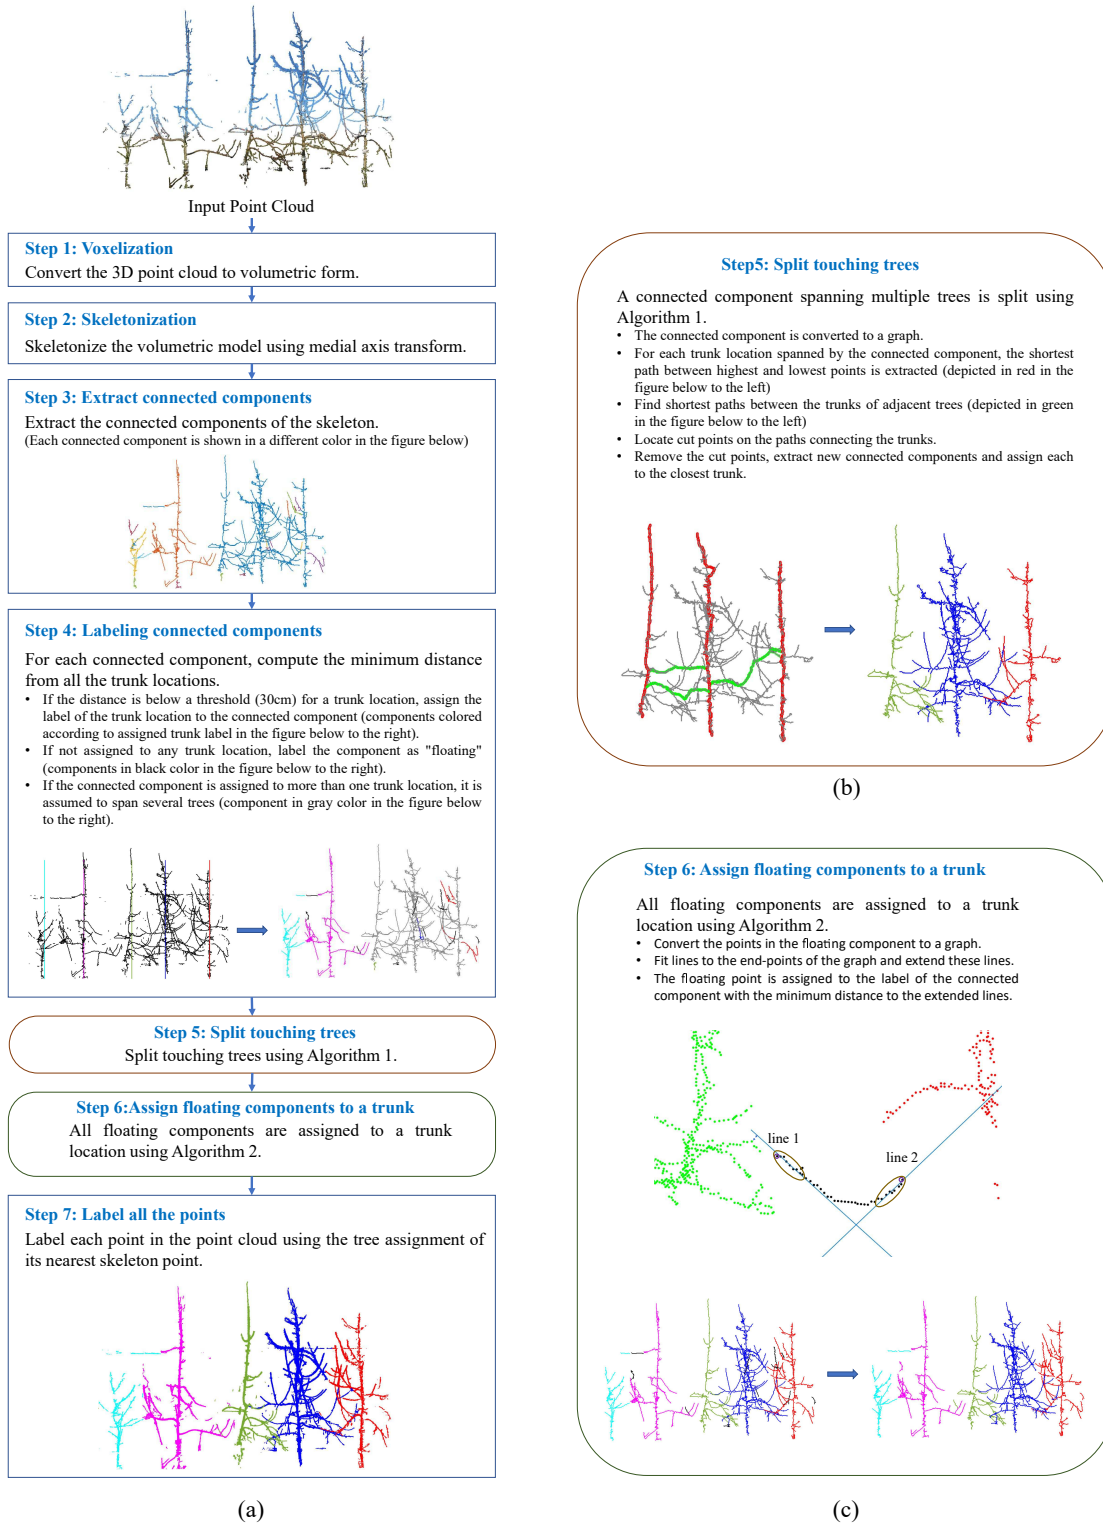 Input Point Cloud
Step 1: Voxelization
Convert the 3D point cloud to volumetric form.
Step 2: Skeletonization
Skeletonize the volumetric model using medial axis transform.
Step 3: Extract connected components
Extract the connected components of the skeleton.
(Each connected component is shown in a different color in the figure below)
Step 4: Labeling connected components
For each connected component, compute the minimum distance
from all the trunk locations.
• If the distance is below a threshold (30cm) for a trunk location, assign
the label of the trunk location to the connected component (components colored
according to assigned trunk label in the figure below to the right).
• If not assigned to any trunk location, label the component as "floating"
(components in black color in the figure below to the right).
• If the connected component is assigned to more than one trunk location, it is
assumed to span several trees (component in gray color in the figure below
to the right).
Step 5: Split touching trees
Split touching trees using Algorithm 1.
Step 6:Assign floating components to a trunk
All floating components are assigned to a trunk
location using Algorithm 2.
Step 7: Label all the points
Label each point in the point cloud using the tree assignment of
its nearest skeleton point.
(a)
Step5: Split touching trees
A connected component spanning multiple trees is split using
Algorithm 1.
• The connected component is converted to a graph.
• For each trunk location spanned by the connected component, the shortest
path between highest and lowest points is extracted (depicted in red in the
figure below to the left)
• Find shortest paths between the trunks of adjacent trees (depicted in green
in the figure below to the left)
• Locate cut points on the paths connecting the trunks.
• Remove the cut points, extract new connected components and assign each
to the closest trunk.
(b)
Step 6: Assign floating components to a trunk
All floating components are assigned to a trunk
location using Algorithm 2.
• Convert the points in the floating component to a graph.
• Fit lines to the end-points of the graph and extend these lines.
• The floating point is assigned to the label of the connected
component with the minimum distance to the extended lines.
line 1
line 2
(c)